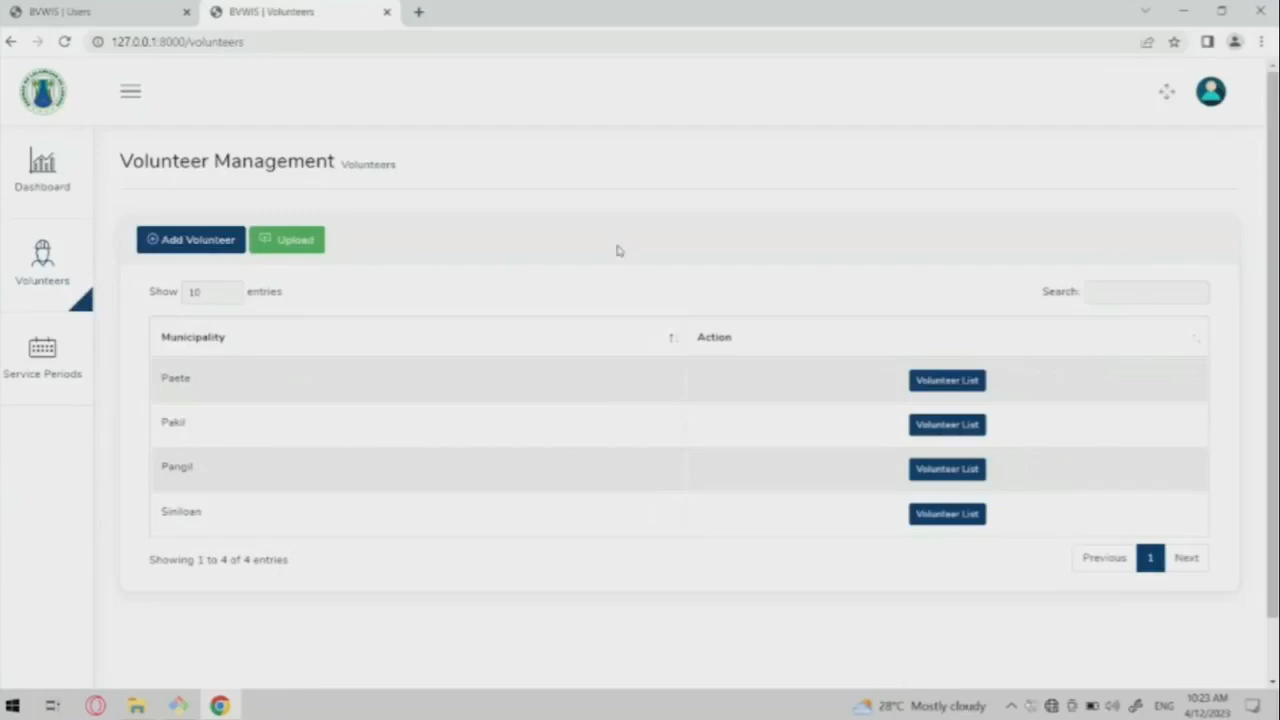 BVWIS | Users
BVWIS | Volunteers
127.0.0.1:8000/volunteers
Dashboard
Volunteers
Service Periods
Volunteer Management Volunteers
Add Volunteer Upload
Show 10 entries
Search:
Municipality Action
Paete Volunteer List
Pakil Volunteer List
Pangil Volunteer List
Siniloan Volunteer List
Showing 1 to 4 of 4 entries
Previous 1 Next
28°C Mostly cloudy
ENG
10:23 AM
4/12/2023